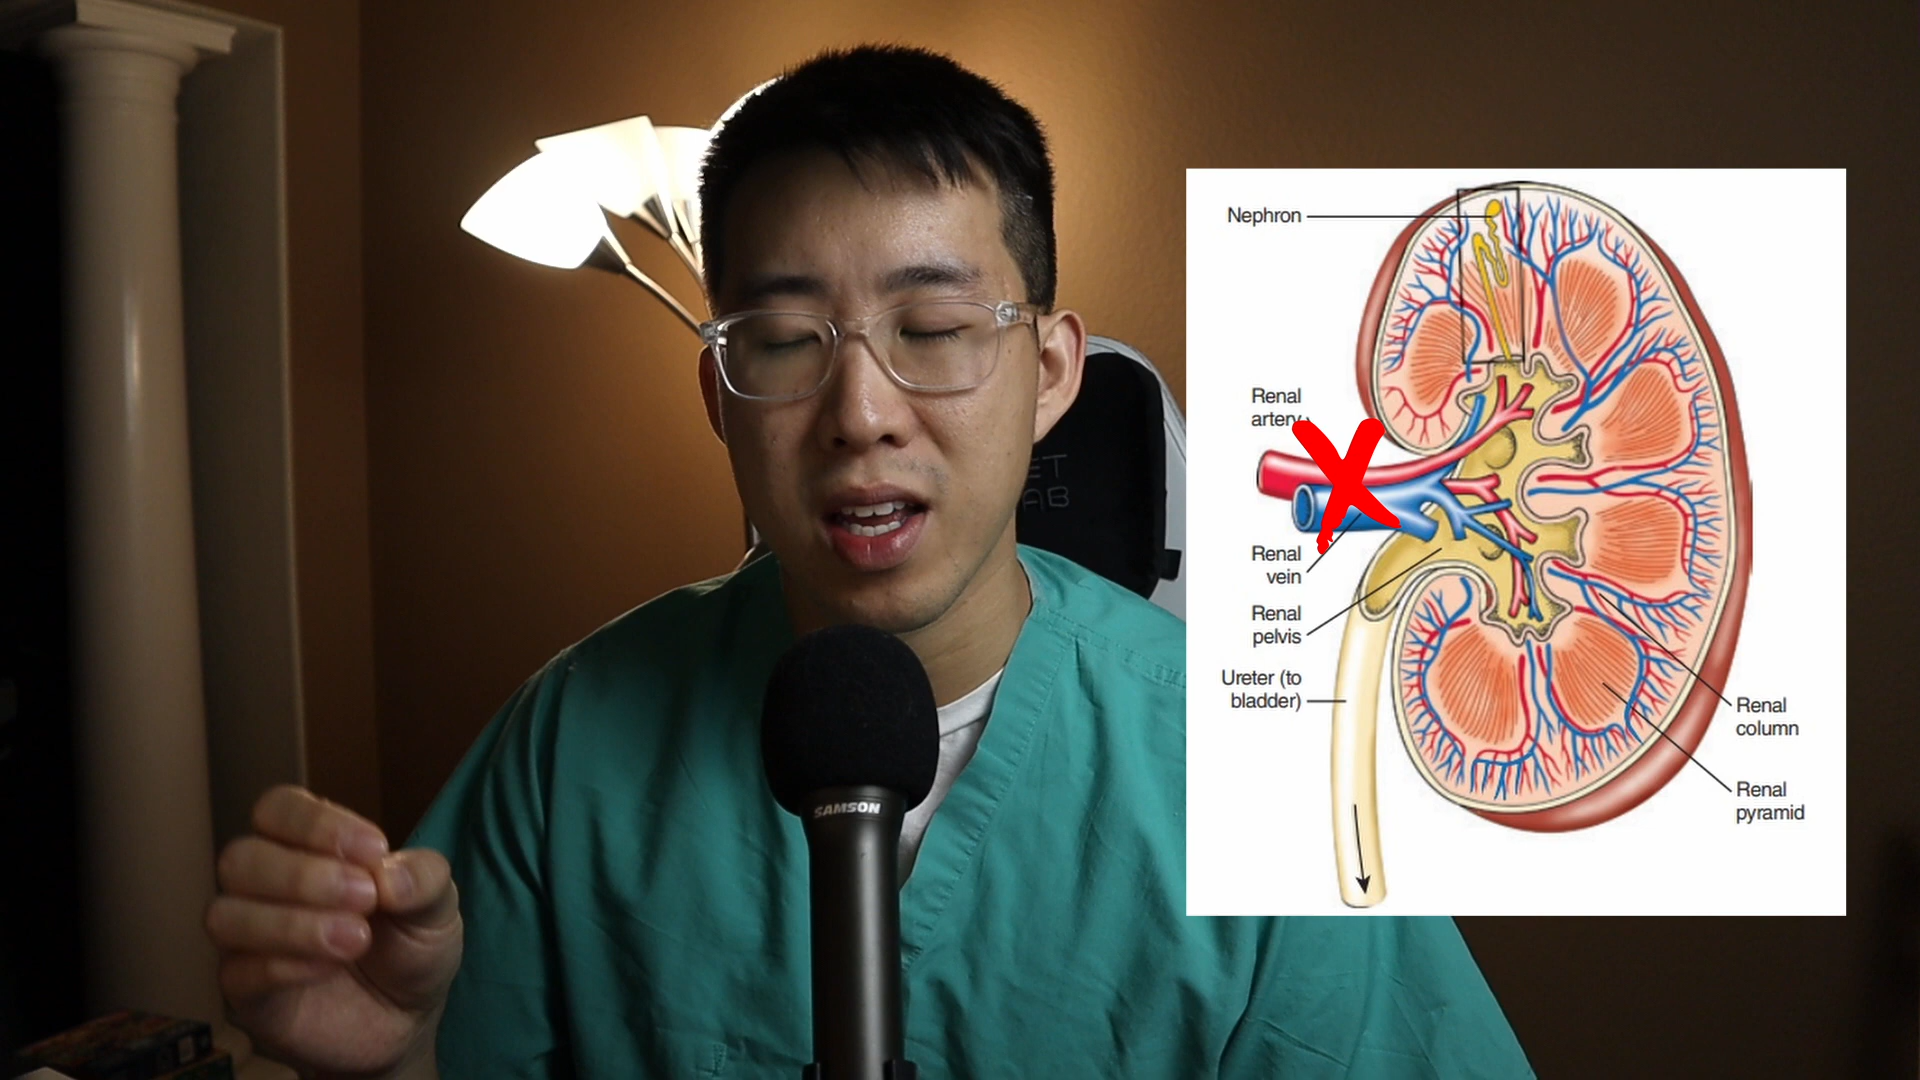 Nephron
Renal
artery
Renal
vein
Renal
pelvis
Ureter (to
bladder)
Renal
column
Renal
pyramid
SAMSON